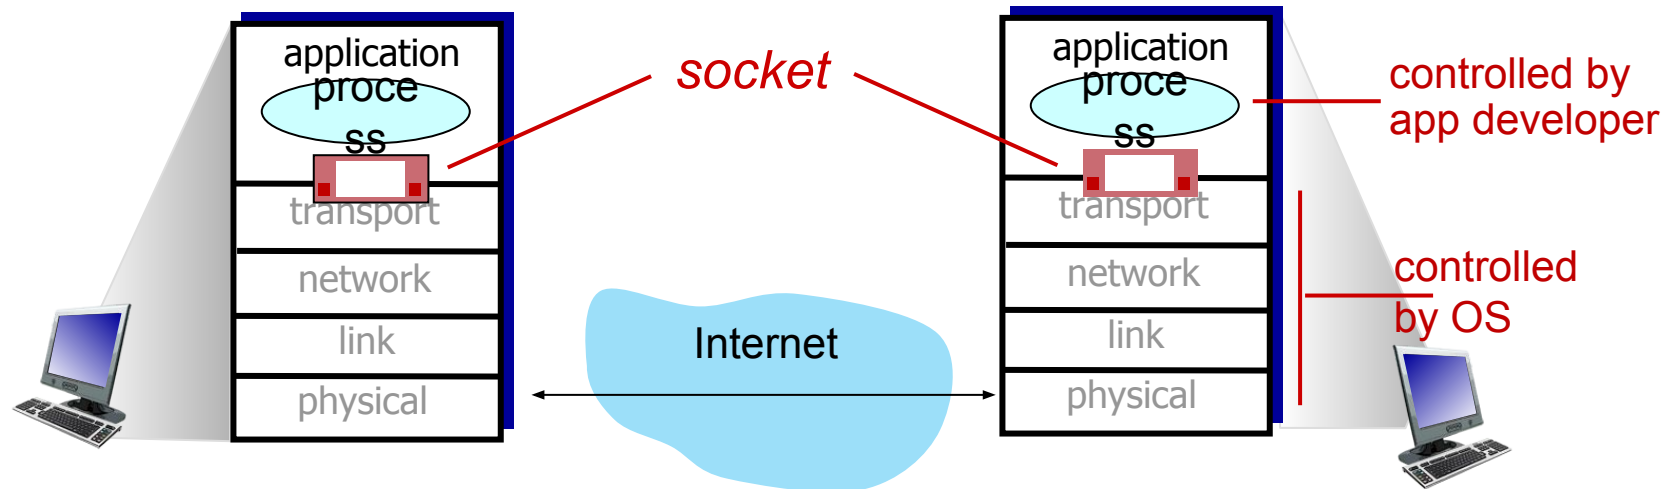 application
proce
ss
transport
network
link
physical
socket
Internet
application
proce
ss
transport
network
link
physical
controlled by
app developer
controlled
by OS